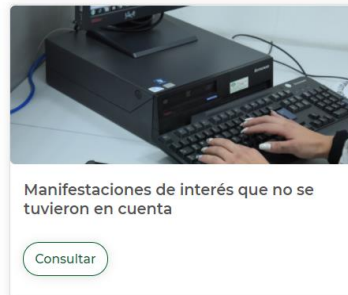 Manifestaciones de interés que no se
tuvieron en cuenta
Consultar